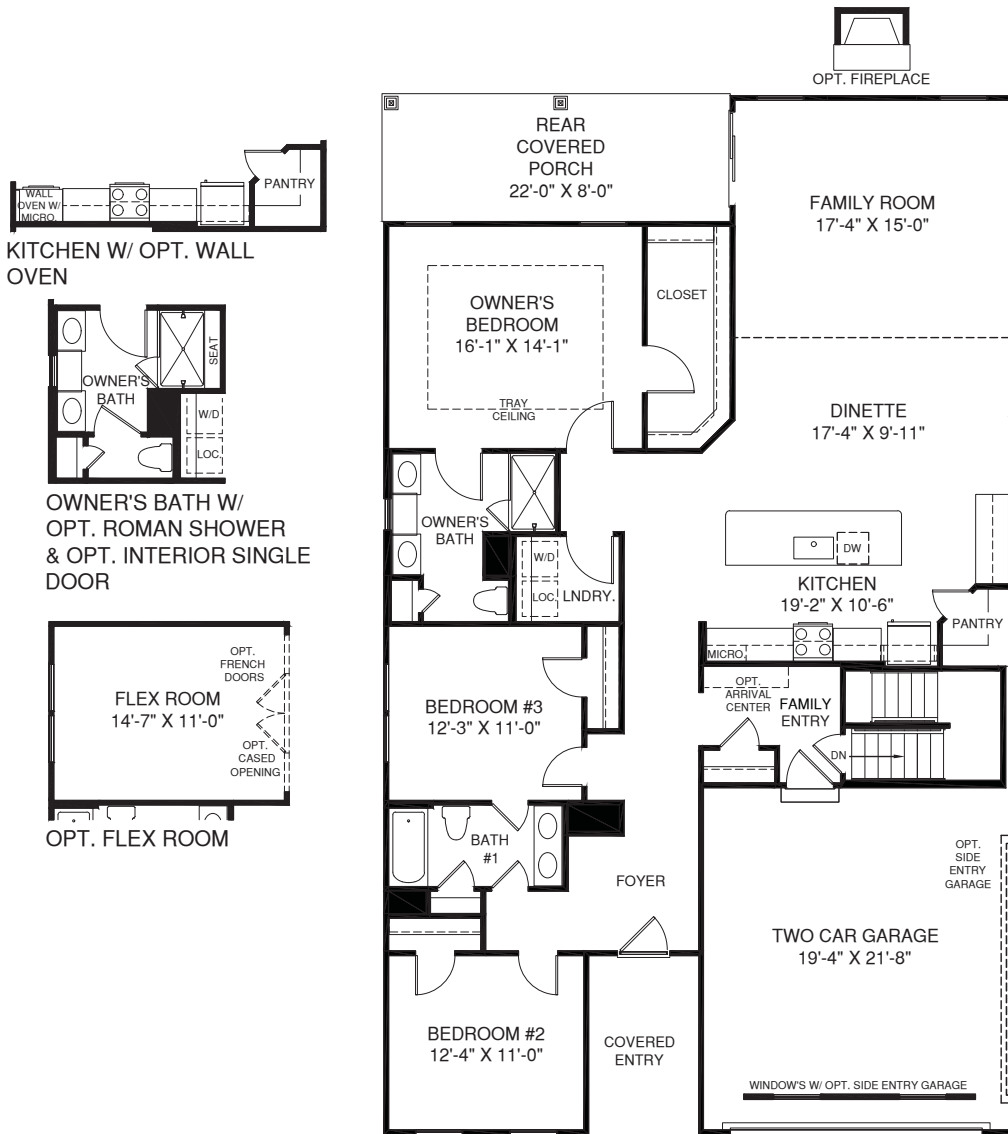 OPT. FIREPLACE
REAR
COVERED
PORCH
22'-0" X 8'-0"
FAMILY ROOM
17'-4" X 15'-0"
WALL
OVEN W/
MICRO.
PANTRY
KITCHEN W/ OPT. WALL
OVEN
OWNER'S
BEDROOM
16'-1" X 14'-1"
TRAY
CEILING
CLOSET
DINETTE
17'-4" X 9'-11"
OWNER'S
BATH
SEAT
W/D
LOC.
OWNER'S BATH W/
OPT. ROMAN SHOWER
& OPT. INTERIOR SINGLE
DOOR
OWNER'S
BATH
W/D
LOC.
LNDRY.
DW
KITCHEN
19'-2" X 10'-6"
PANTRY
MICRO.
OPT.
FRENCH
DOORS
FLEX ROOM
14'-7" X 11'-0"
OPT.
CASED
OPENING
OPT. FLEX ROOM
BEDROOM #3
12'-3" X 11'-0"
OPT.
ARRIVAL
CENTER
FAMILY
ENTRY
DN
BATH
#1
FOYER
OPT.
SIDE
ENTRY
GARAGE
TWO CAR GARAGE
19'-4" X 21'-8"
BEDROOM #2
12'-4" X 11'-0"
COVERED
ENTRY
WINDOW'S W/ OPT. SIDE ENTRY GARAGE